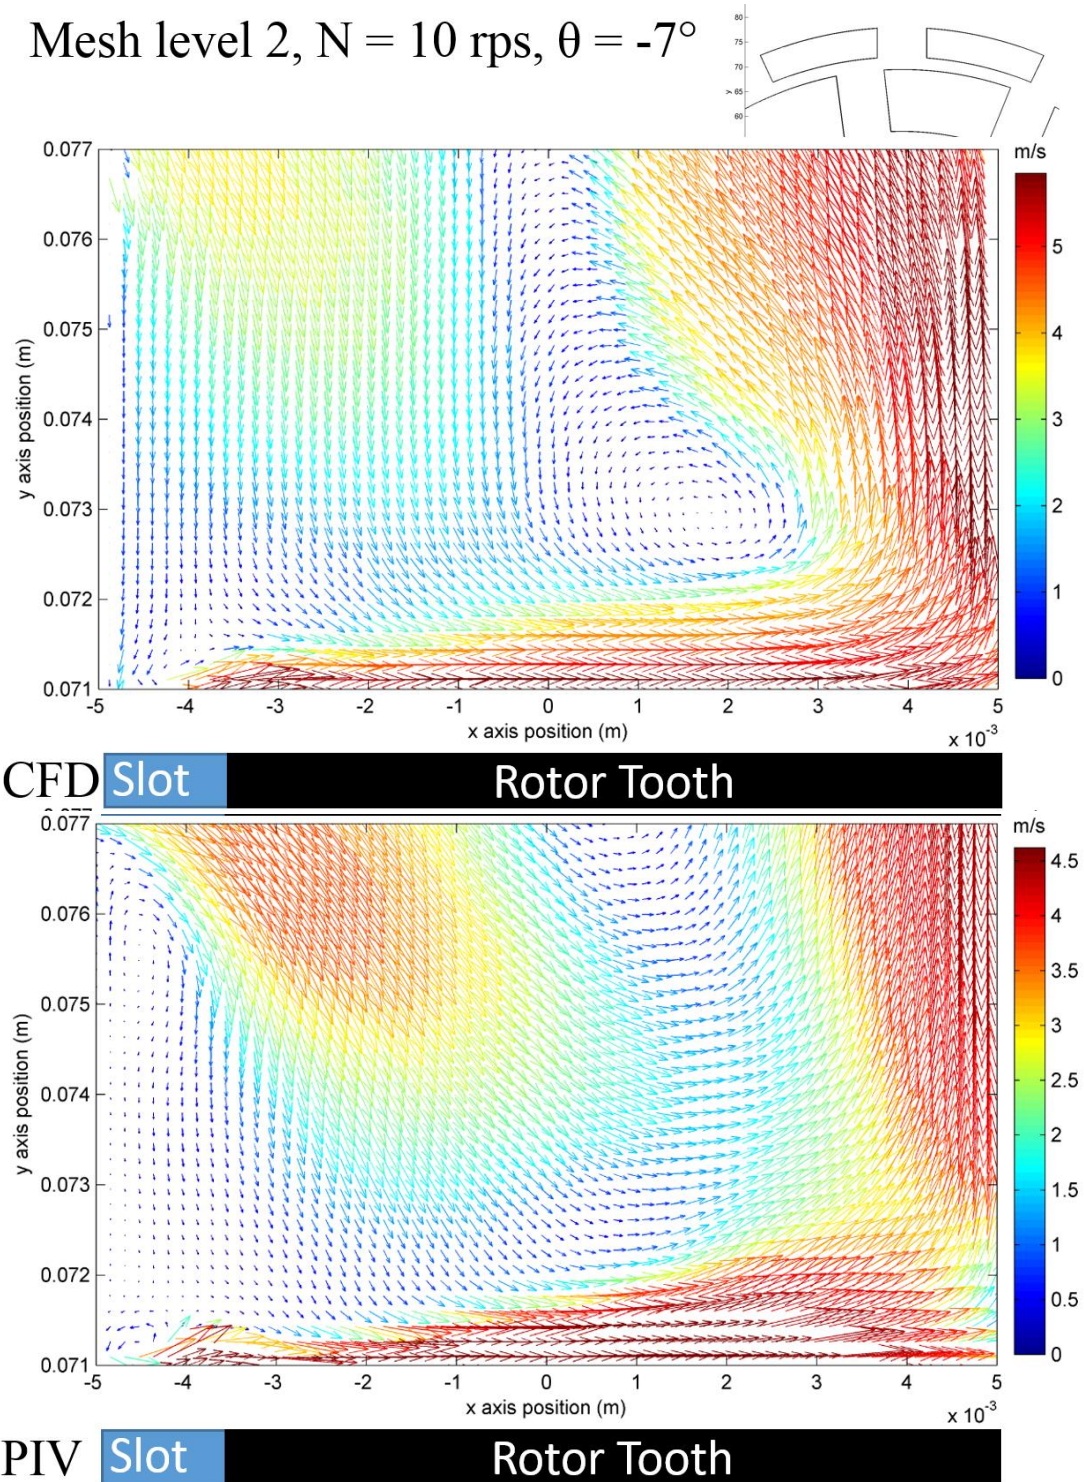 Mesh level 2, N = 10 rps, θ = -7°
80
75
70
65
60
y
m/s
0.077
0.076
0.075
0.074
0.073
0.072
0.071
y axis position (m)
5
4
3
2
1
0
-5 -4 -3 -2 -1 0 1 2 3 4 5
x axis position (m)
x 10-3
CFD Slot Rotor Tooth
0.077
m/s
0.077
0.076
0.075
0.074
0.073
0.072
0.071
y axis position (m)
4.5
4
3.5
3
2.5
2
1.5
1
0.5
0
-5 -4 -3 -2 -1 0 1 2 3 4 5
x axis position (m)
x 10-3
PIV Slot Rotor Tooth